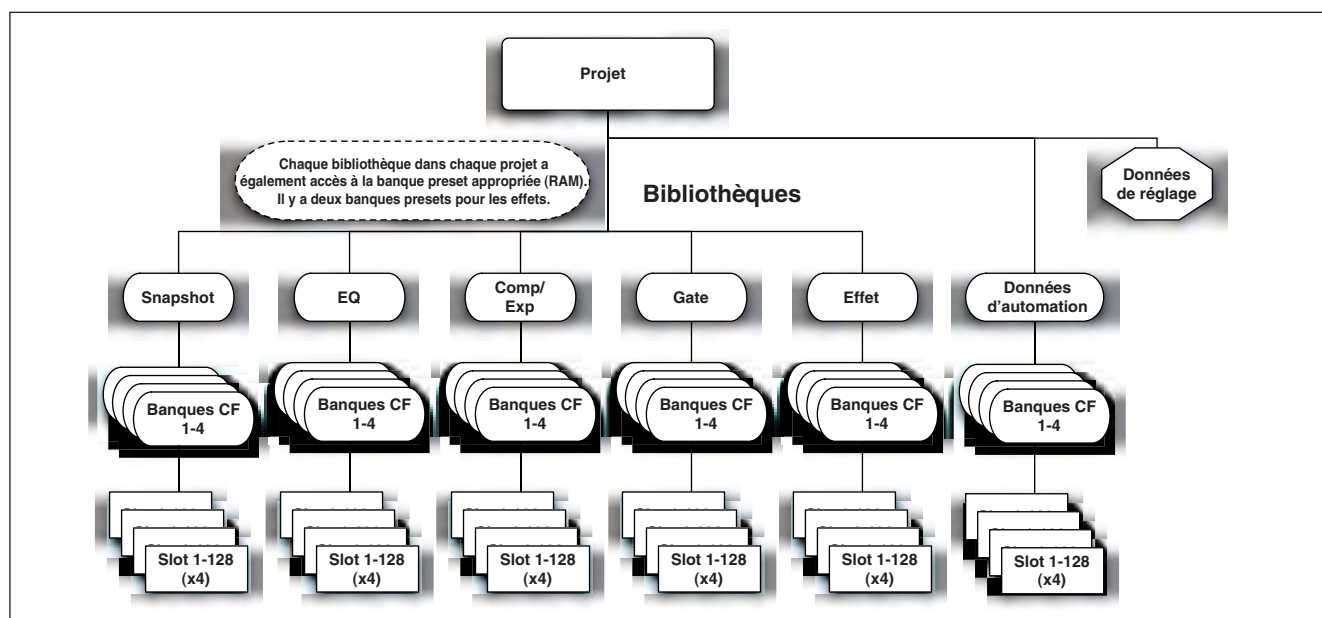 Projet
Chaque bibliothèque dans chaque projet a
également accès à la banque preset appropriée (RAM).
Il y a deux banques presets pour les effets.
Bibliothèques
Données
de réglage
Snapshot
EQ
Comp/
Exp
Gate
Effet
Données
d’automation
Banques CF
1-4
Banques CF
1-4
Banques CF
1-4
Banques CF
1-4
Banques CF
1-4
Banques CF
1-4
Slot 1-128
(x4)
Slot 1-128
(x4)
Slot 1-128
(x4)
Slot 1-128
(x4)
Slot 1-128
(x4)
Slot 1-128
(x4)